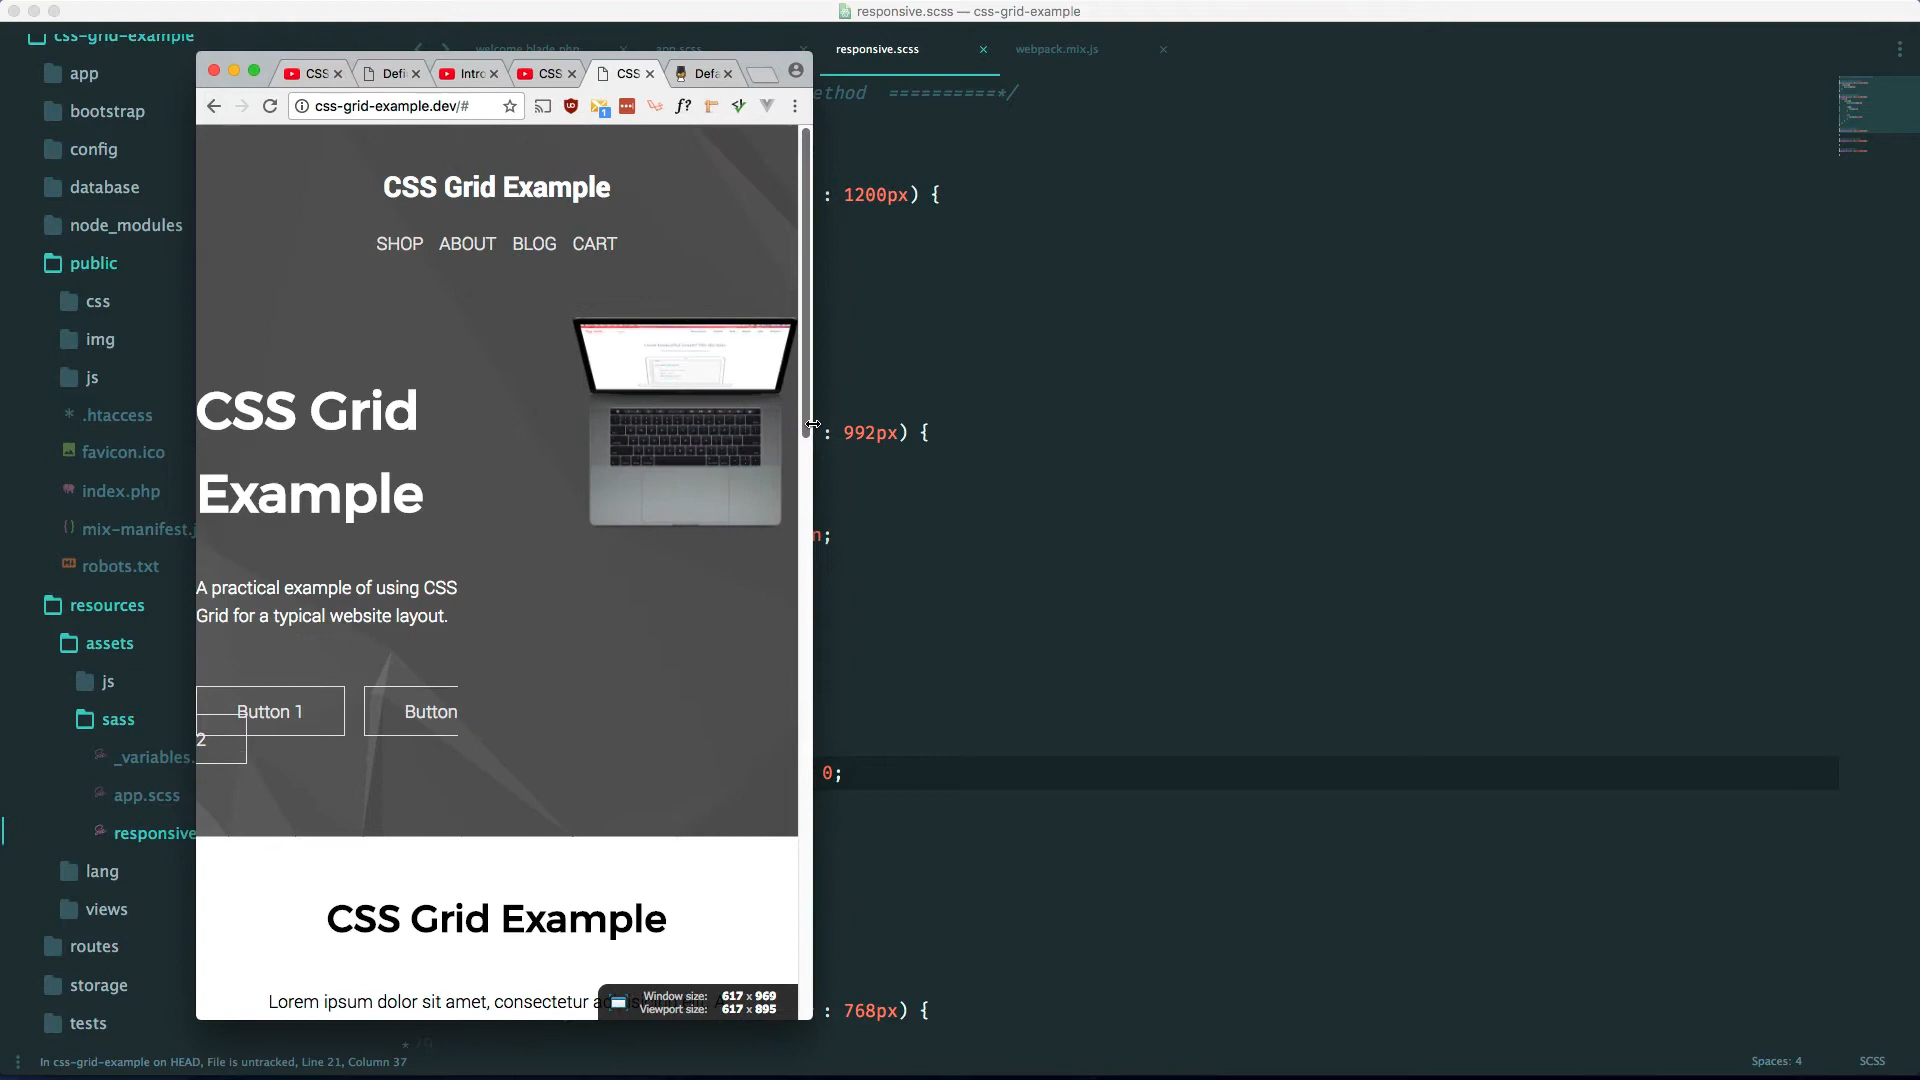 responsive.scss — css-grid-example
css-grid-example
app
bootstrap
config
database
node_modules
public
css
img
js
.htaccess
favicon.ico
index.php
mix-manifest.j
robots.txt
resources
assets
js
sass
_variables.
app.scss
responsive
lang
views
routes
storage
tests
welcome.blade.php
app.scss
responsive.scss
webpack.mix.js
CSS
Defi
Intro
CSS
CSS
Defa
css-grid-example.dev/#
CSS Grid Example
SHOP ABOUT BLOG CART
CSS Grid
Example
A practical example of using CSS
Grid for a typical website layout.
Button 1
Button
2
CSS Grid Example
Lorem ipsum dolor sit amet, consectetur
Window size: 617 x 969
Viewport size: 617 x 895
ethod ==========*/
: 1200px) {
: 992px) {
n;
0;
: 768px) {
In css-grid-example on HEAD, File is untracked, Line 21, Column 37
Spaces: 4
SCSS